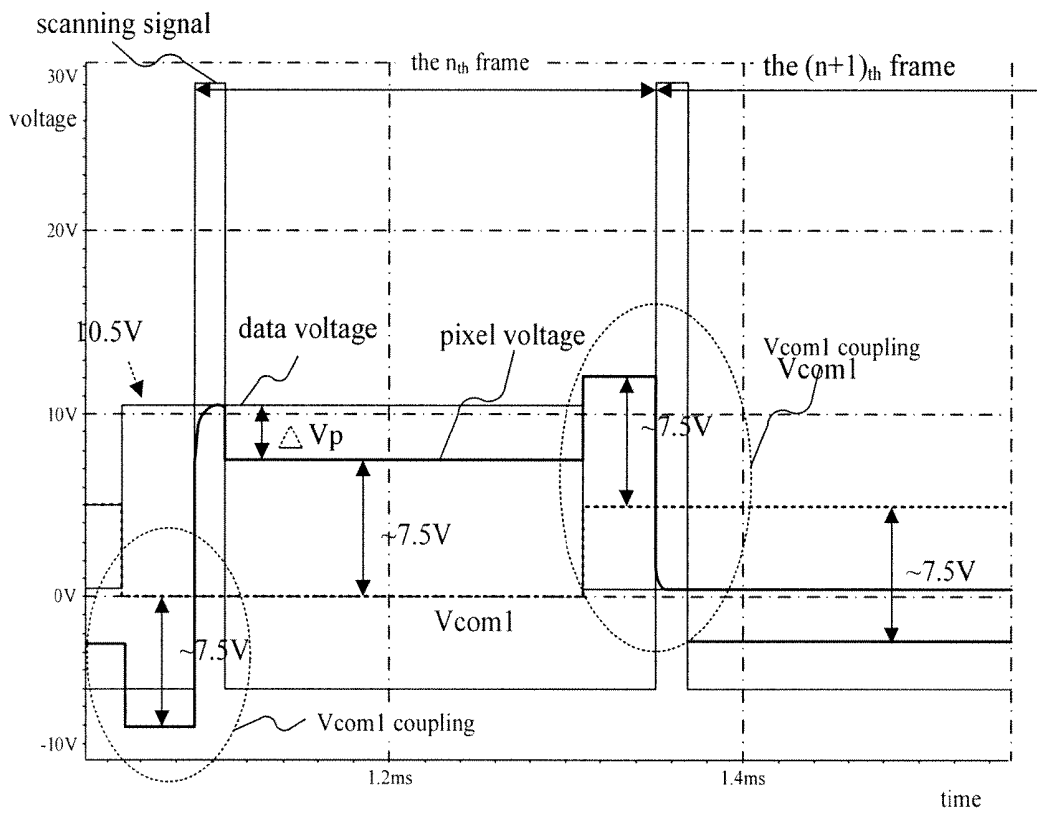 scanning signal
30V
the nth frame
the (n+1)th frame
voltage
20V
10.5V
data voltage
pixel voltage
Vcom1 coupling
Vcom1
10V
△ Vp
~7.5V
~7.5V
~7.5V
0V
Vcom1
~7.5V
Vcom1 coupling
-10V
1.2ms
1.4ms
time